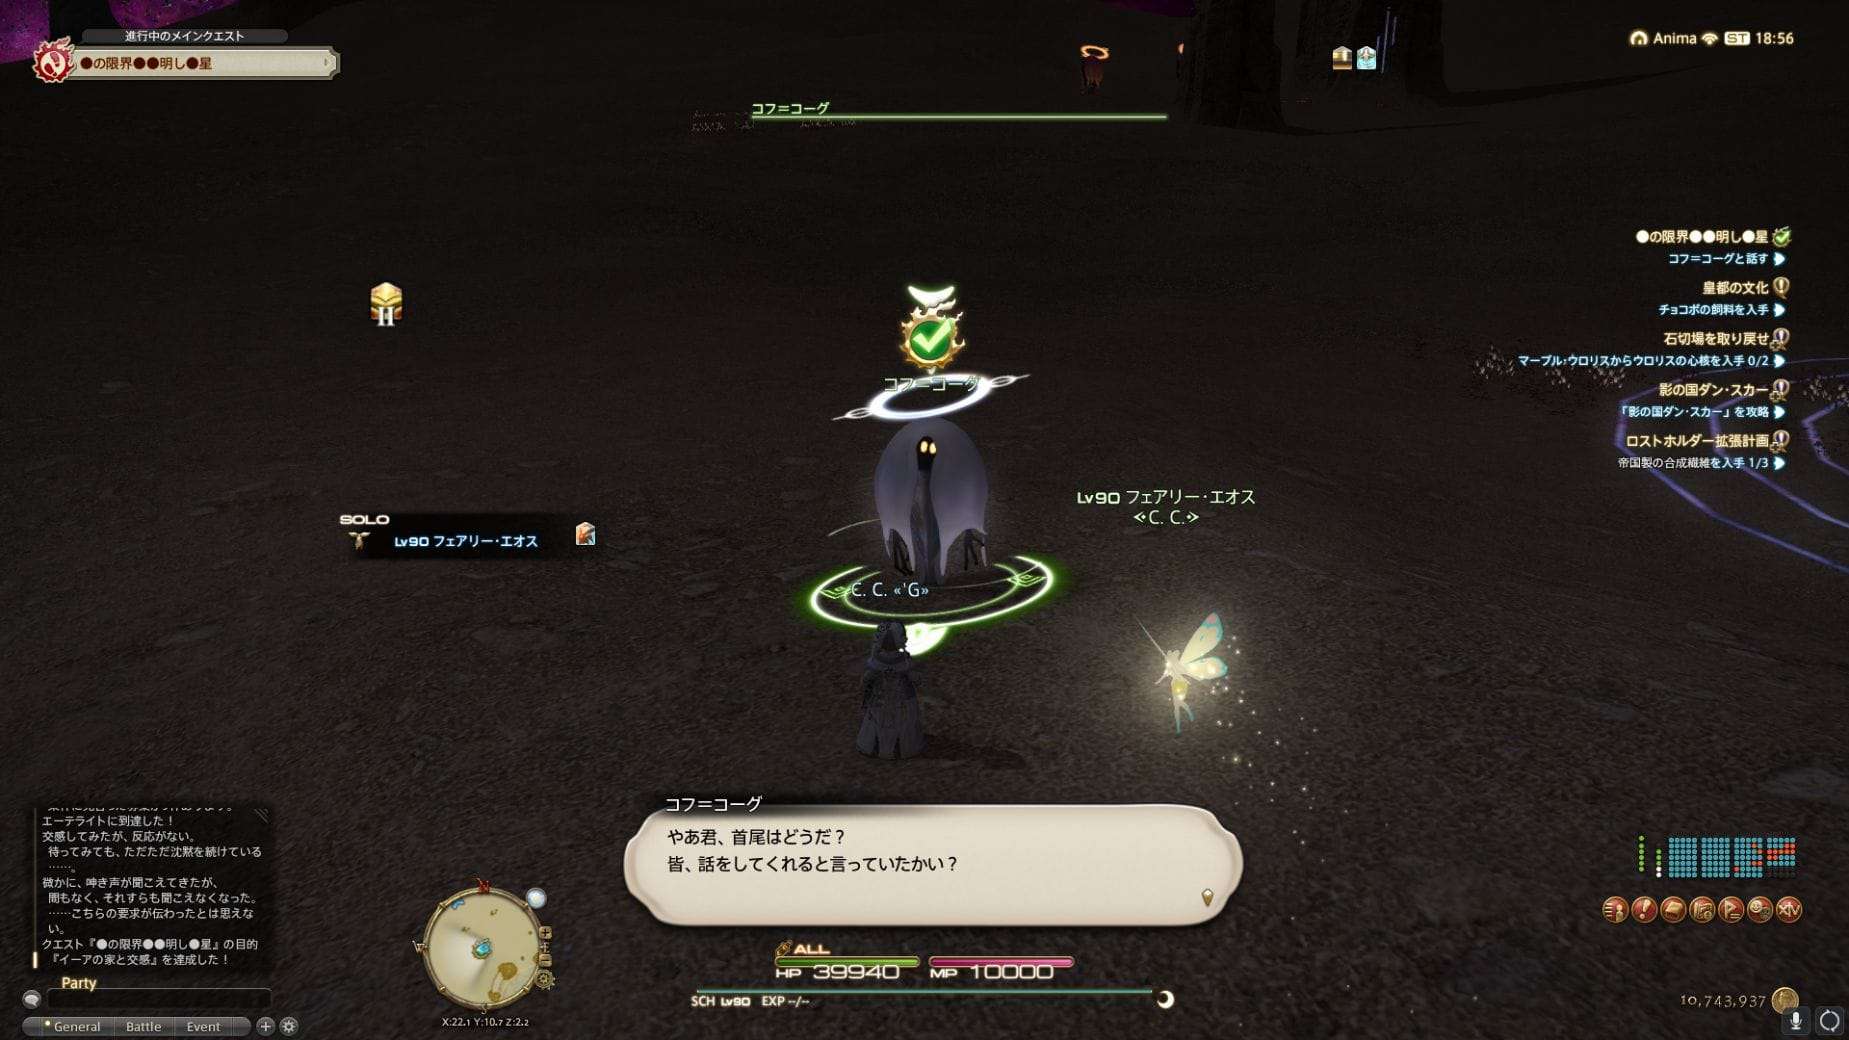 進行中のメインクエスト
●の限界●●明し●星
Anima ST 18:56
コフ＝コーグ
●の限界●●明し●星
コフ＝コーグと話す
皇都の文化
チョコボの飼料を入手
石切場を取り戻せ
マーブル・ウロリスからウロリスの心核を入手 0/2
影の国ダン・スカー
「影の国ダン・スカー」を攻略
ロストホルダー拡張計画
帝国製の合成繊維を入手 1/3
H
コフ＝コーグ
Lv90 フェアリー・エオス
<C. C.>
SOLO
Lv90 フェアリー・エオス
C. C. «'G»
コフ＝コーグ
やあ君、首尾はどうだ？
皆、話をしてくれると言っていたかい？
エーテライトに到達した！
交感してみたが、反応がない。
待ってみても、ただただ沈黙を続けている
……。
微かに、呻き声が聞こえてきたが、
間もなく、それすらも聞こえなくなった。
……こちらの要求が伝わったとは思えな
い。
クエスト『●の限界●●明し●星』の目的
『イーアの家と交感』を達成した！
Party
General Battle Event
N
W
X:22.1 Y:10.7 Z:2.2
ALL
HP 39940 MP 10000
SCH Lv90 EXP --/--
XIV
10,743,937